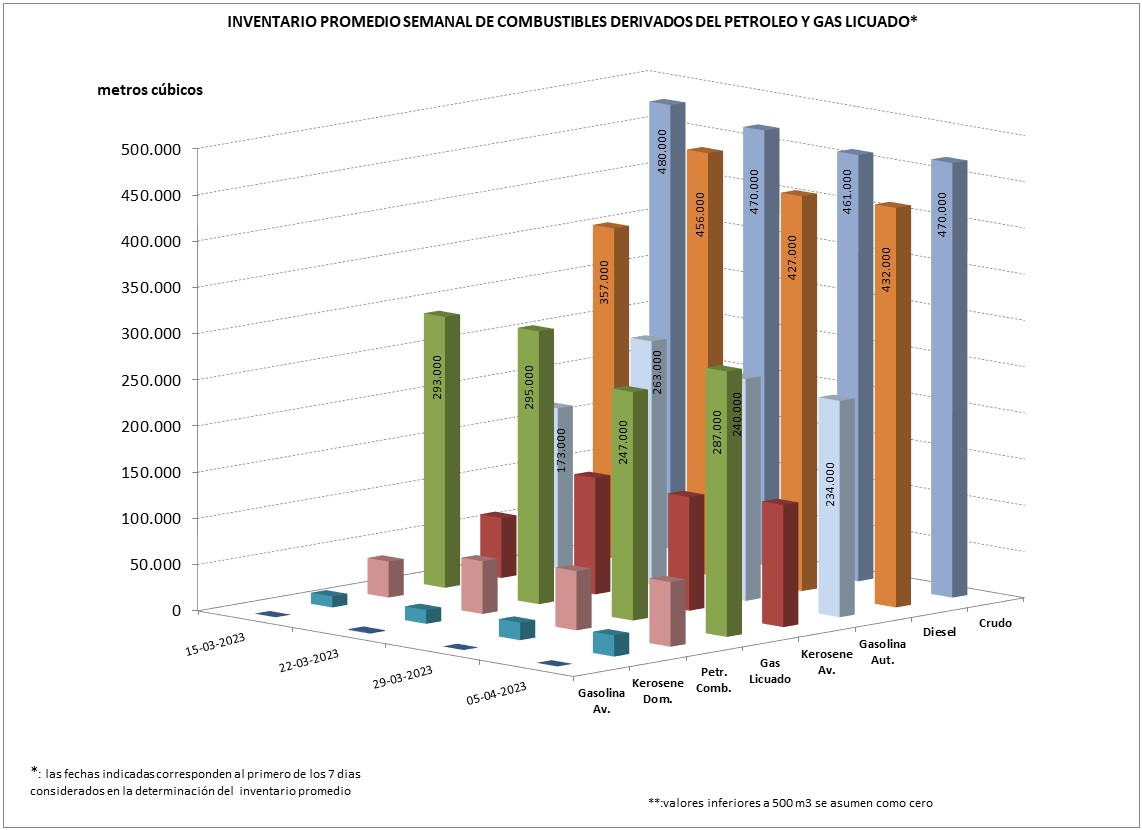 INVENTARIO PROMEDIO SEMANAL DE COMBUSTIBLES DERIVADOS DEL PETROLEO Y GAS LICUADO*
metros cúbicos
500.000
450.000
400.000
350.000
300.000
250.000
200.000
150.000
100.000
50.000
0
480.000
470.000
461.000
470.000
357.000
456.000
427.000
432.000
173.000
263.000
240.000
234.000
293.000
295.000
247.000
287.000
15-03-2023
22-03-2023
29-03-2023
05-04-2023
Gasolina
Av.
Kerosene
Dom.
Petr.
Comb.
Gas
Licuado
Kerosene
Av.
Gasolina
Aut.
Diesel
Crudo
*: las fechas indicadas corresponden al primero de los 7 dias
considerados en la determinación del inventario promedio
**:valores inferiores a 500 m3 se asumen como cero